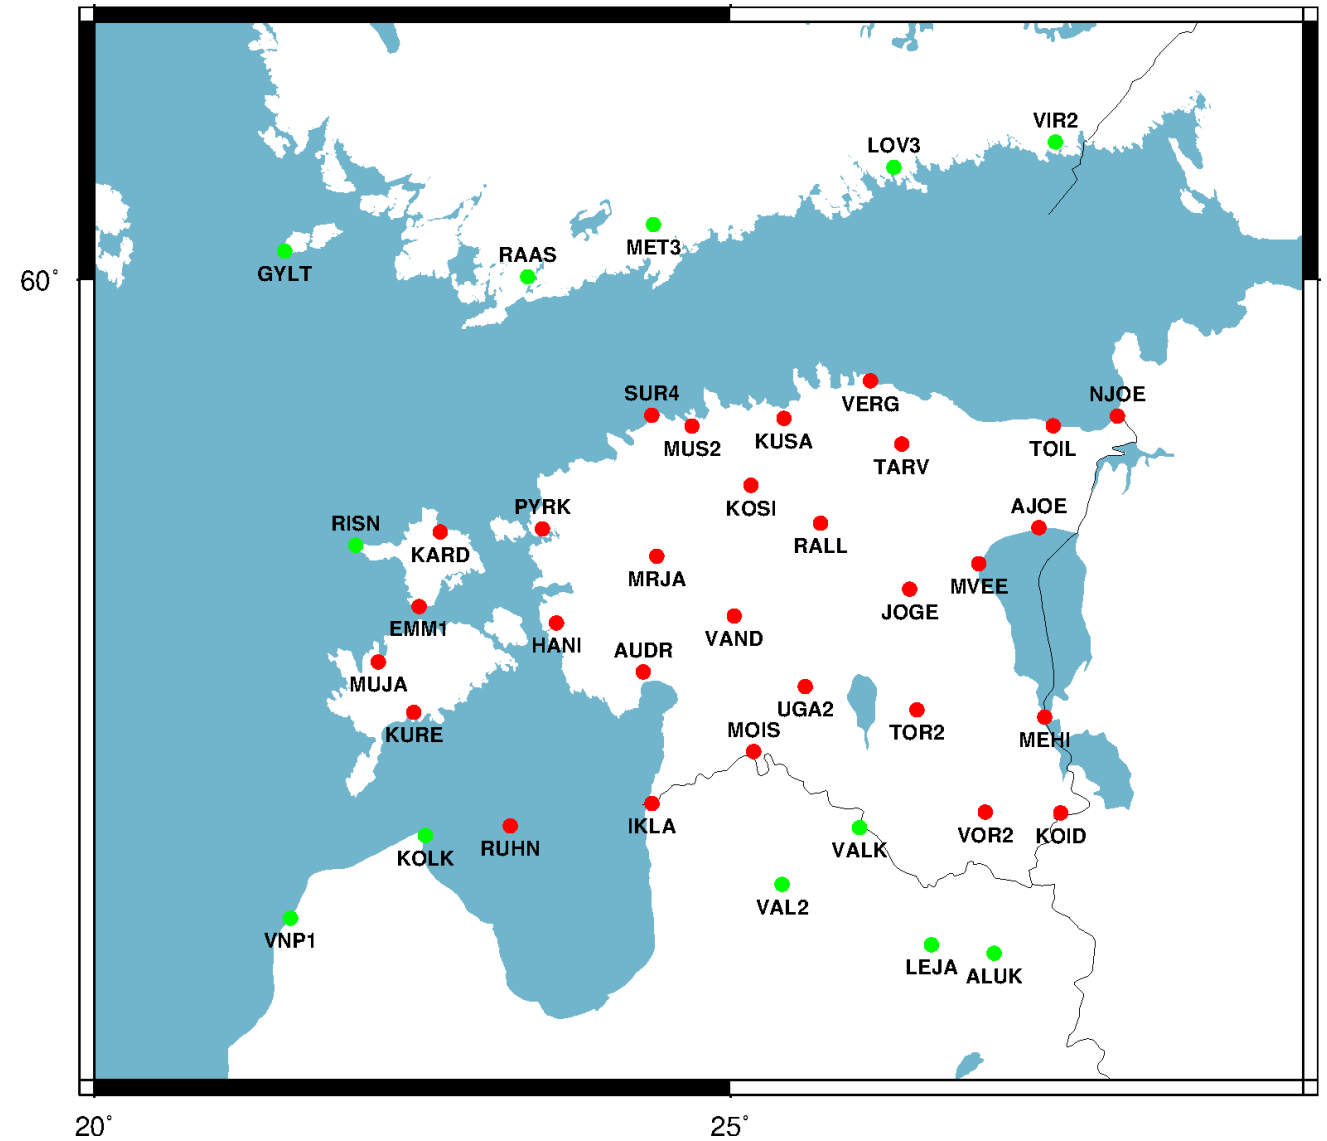 VIR2
LOV3
MET3
RAAS
GYLT
60°
SUR4
NJOE
VERG
MUS2
KUSA
TOIL
TARV
PYRK
KOSI
AJOE
RISN
RALL
KARD
MRJA
MVEE
JOGE
EMM1
VAND
HANI
AUDR
MUJA
UGA2
MOIS
TOR2
KURE
MEHI
IKLA
VOR2
KOID
RUHN
VALK
KOLK
VAL2
VNP1
LEJA
ALUK
20°
25°